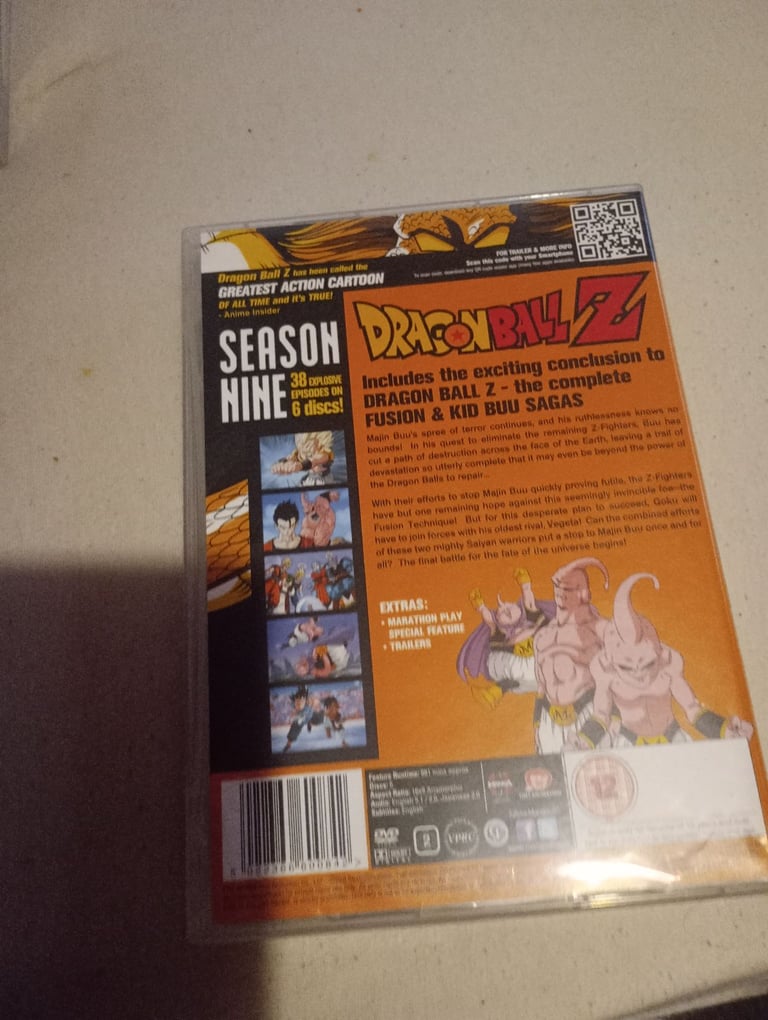 FOR TRAILER & MORE INFO
Scan this code with your Smartphone
Dragon Ball Z has been called the
GREATEST ACTION CARTOON
OF ALL TIME and it's TRUE!
- Anime Insider
SEASON
NINE
38 EXPLOSIVE
EPISODES ON
6 discs!
DRAGON BALL Z
Includes the exciting conclusion to
DRAGON BALL Z - the complete
FUSION & KID BUU SAGAS
Majin Buu's spree of terror continues, and his ruthlessness knows no
bounds! In his quest to eliminate the remaining Z-Fighters, Buu has
cut a path of destruction across the face of the Earth, leaving a trail of
devastation so utterly complete that it may even be beyond the power of
the Dragon Balls to repair...
With their efforts to stop Majin Buu quickly proving futile, the Z-Fighters
have but one remaining hope against this seemingly invincible foe-the
Fusion Technique! But for this desperate plan to succeed, Goku will
have to join forces with his oldest rival, Vegeta! Can the combined efforts
of these two mighty Saiyan warriors put a stop to Majin Buu once and for
all? The final battle for the fate of the universe begins!
EXTRAS:
• MARATHON PLAY
SPECIAL FEATURE
• TRAILERS
Feature Runtime:
Discs:
Aspect Ratio:
Audio: English
Subtitles: English
DVD
2
VPRC
12